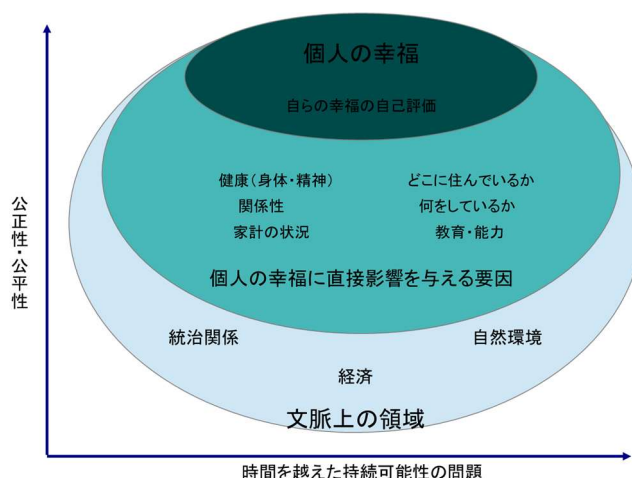 個人の幸福
自らの幸福の自己評価
健康(身体・精神)
どこに住んでいるか
関係性
何をしているか
家計の状況
教育・能力
個人の幸福に直接影響を与える要因
統治関係
自然環境
経済
文脈上の領域
公正性・公平性
時間を越えた持続可能性の問題